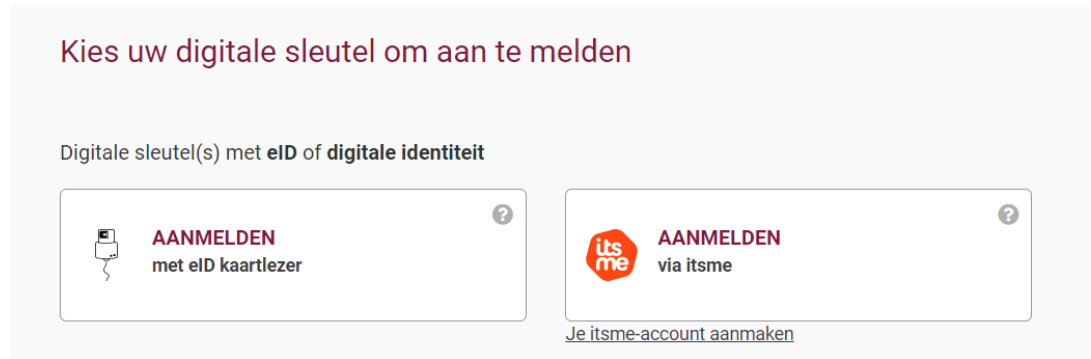 Kies uw digitale sleutel om aan te melden
Digitale sleutel(s) met eID of digitale identiteit
?
AANMELDEN
met eID kaartlezer
?
its
me
AANMELDEN
via itsme
Je itsme-account aanmaken